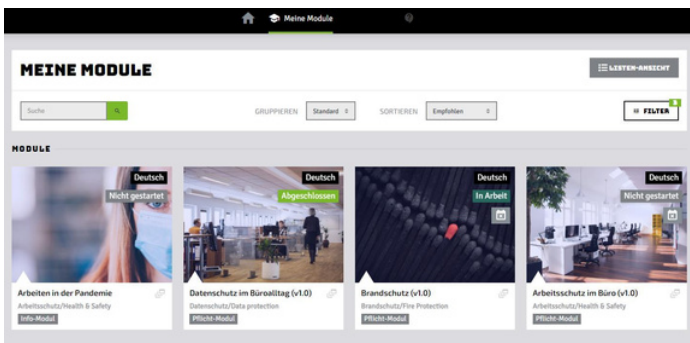 Meine Module
MEINE MODULE
LISTEN-ANSICHT
Suche
GRUPPIEREN
Standard
SORTIEREN
Empfohlen
FILTER
MODULE
Deutsch
Nicht gestartet
Arbeiten in der Pandemie
Arbeitsschutz/Health & Safety
Info-Modul
Deutsch
Abgeschlossen
Datenschutz im Büroalltag (v1.0)
Datenschutz/Data protection
Pflicht-Modul
Deutsch
In Arbeit
Brandschutz (v1.0)
Brandschutz/Fire Protection
Pflicht-Modul
Deutsch
Nicht gestartet
Arbeitsschutz im Büro (v1.0)
Arbeitsschutz/Health & Safety
Pflicht-Modul